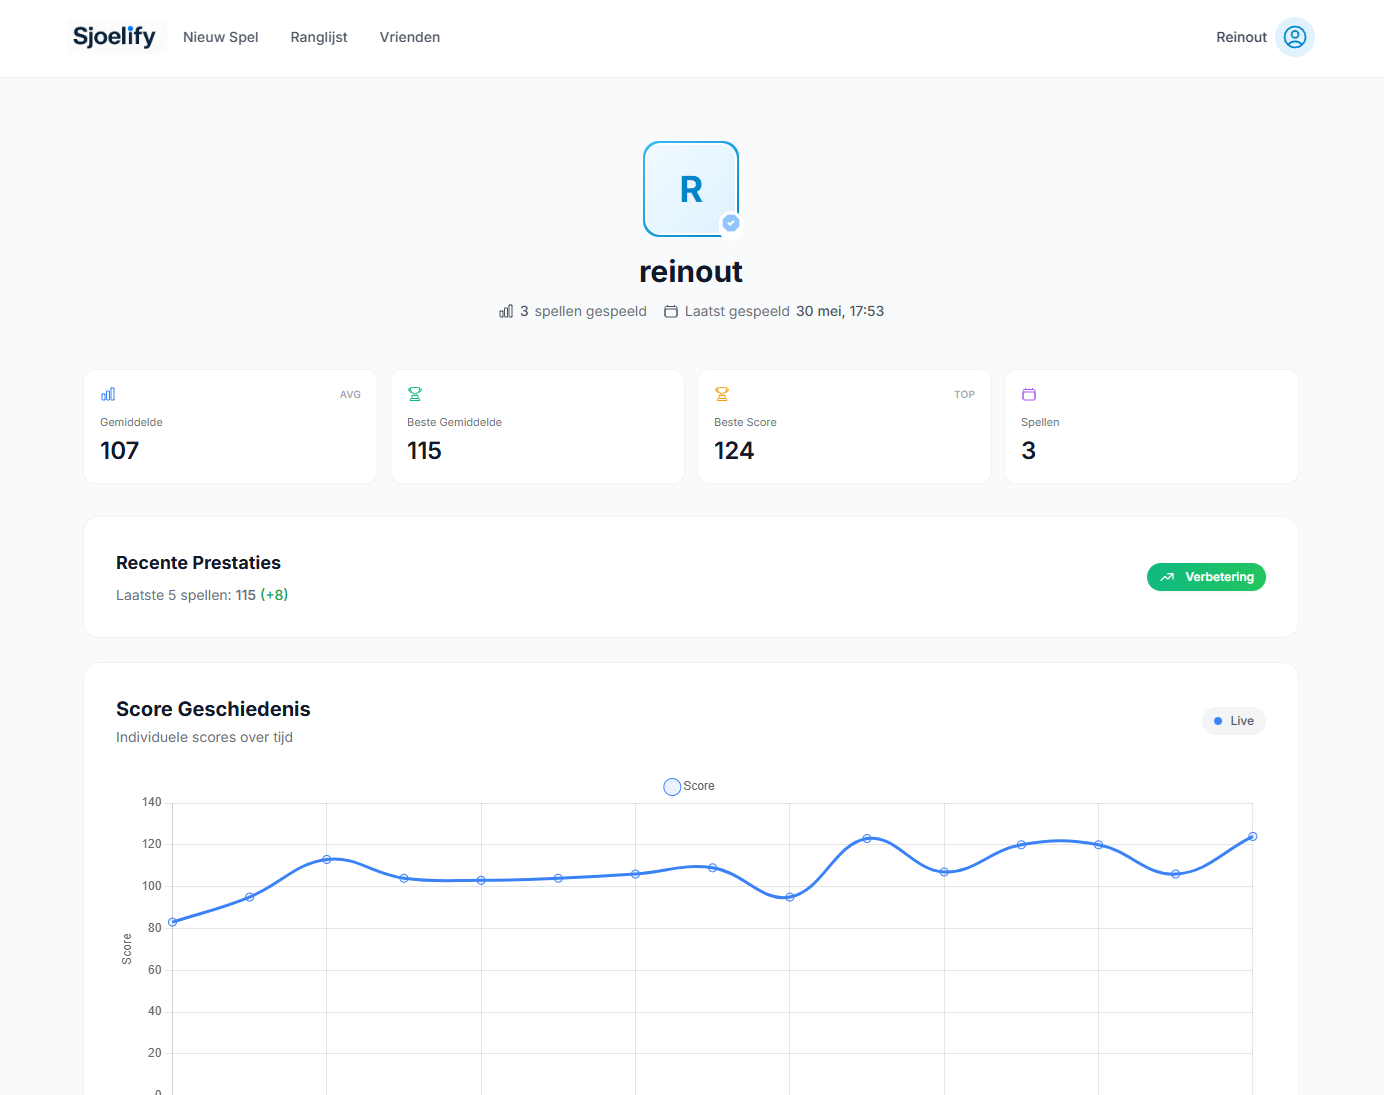 Sjoelify Nieuw Spel Ranglijst Vrienden Reinout
R
reinout
3 spellen gespeeld Laatst gespeeld 30 mei, 17:53
AVG
Gemiddelde
107
Beste Gemiddelde
115
TOP
Beste Score
124
Spellen
3
Recente Prestaties
Laatste 5 spellen: 115 (+8)
Verbetering
Score Geschiedenis
Individuele scores over tijd
Live
Score
140
120
100
80
60
40
20
0
Score